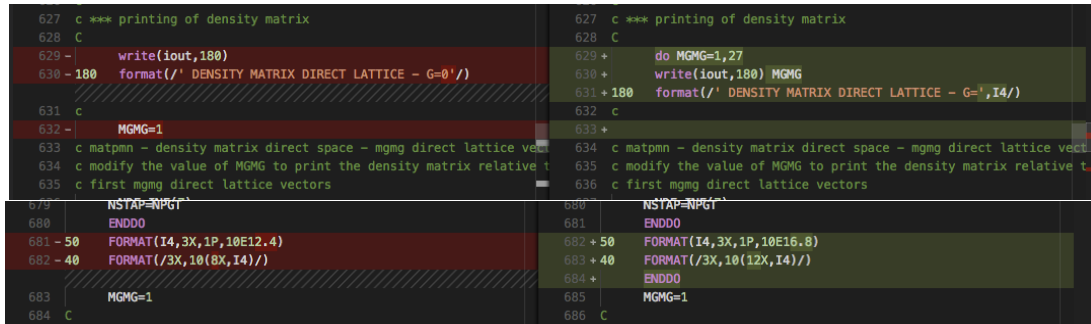 627 c *** printing of density matrix
628 C
629 - write(iout,180)
630 - 180 format(/' DENSITY MATRIX DIRECT LATTICE - G=0'/)
631 c
632 - MGMG=1
633 c matpmn - density matrix direct space - mgmg direct lattice vec
634 c modify the value of MGMG to print the density matrix relative t
635 c first mgmg direct lattice vectors
679 NSTAP=NPGT
680 ENDDO
681 - 50 FORMAT(I4,3X,1P,10E12.4)
682 - 40 FORMAT(/3X,10(8X,I4)/)
683 MGMG=1
684 C
627 c *** printing of density matrix
628 C
629 + do MGMG=1,27
630 + write(iout,180) MGMG
631 + 180 format(/' DENSITY MATRIX DIRECT LATTICE - G=',I4/)
632 c
633 +
634 c matpmn - density matrix direct space - mgmg direct lattice vect
635 c modify the value of MGMG to print the density matrix relative t
636 c first mgmg direct lattice vectors
680 NSTAP=NPGT
681 ENDDO
682 + 50 FORMAT(I4,3X,1P,10E16.8)
683 + 40 FORMAT(/3X,10(12X,I4)/)
684 + ENDDO
685 MGMG=1
686 C